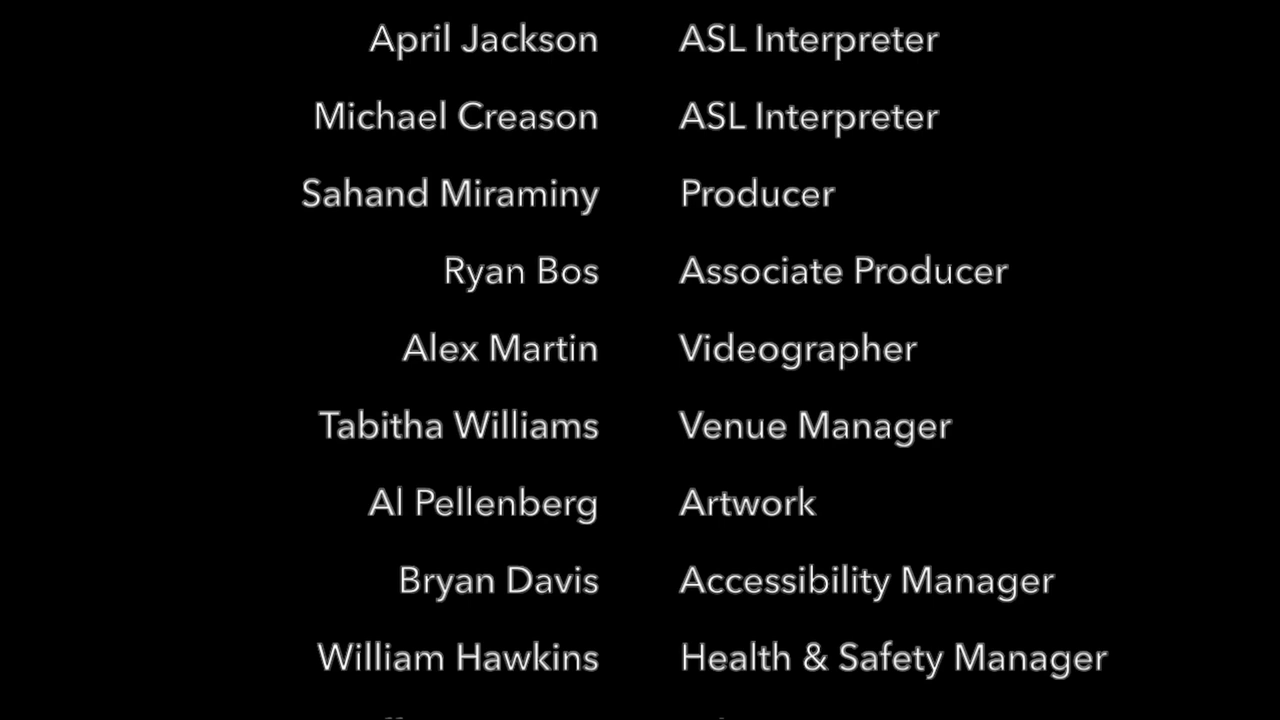 April Jackson ASL Interpreter
Michael Creason ASL Interpreter
Sahand Miraminy Producer
Ryan Bos Associate Producer
Alex Martin Videographer
Tabitha Williams Venue Manager
Al Pellenberg Artwork
Bryan Davis Accessibility Manager
William Hawkins Health & Safety Manager